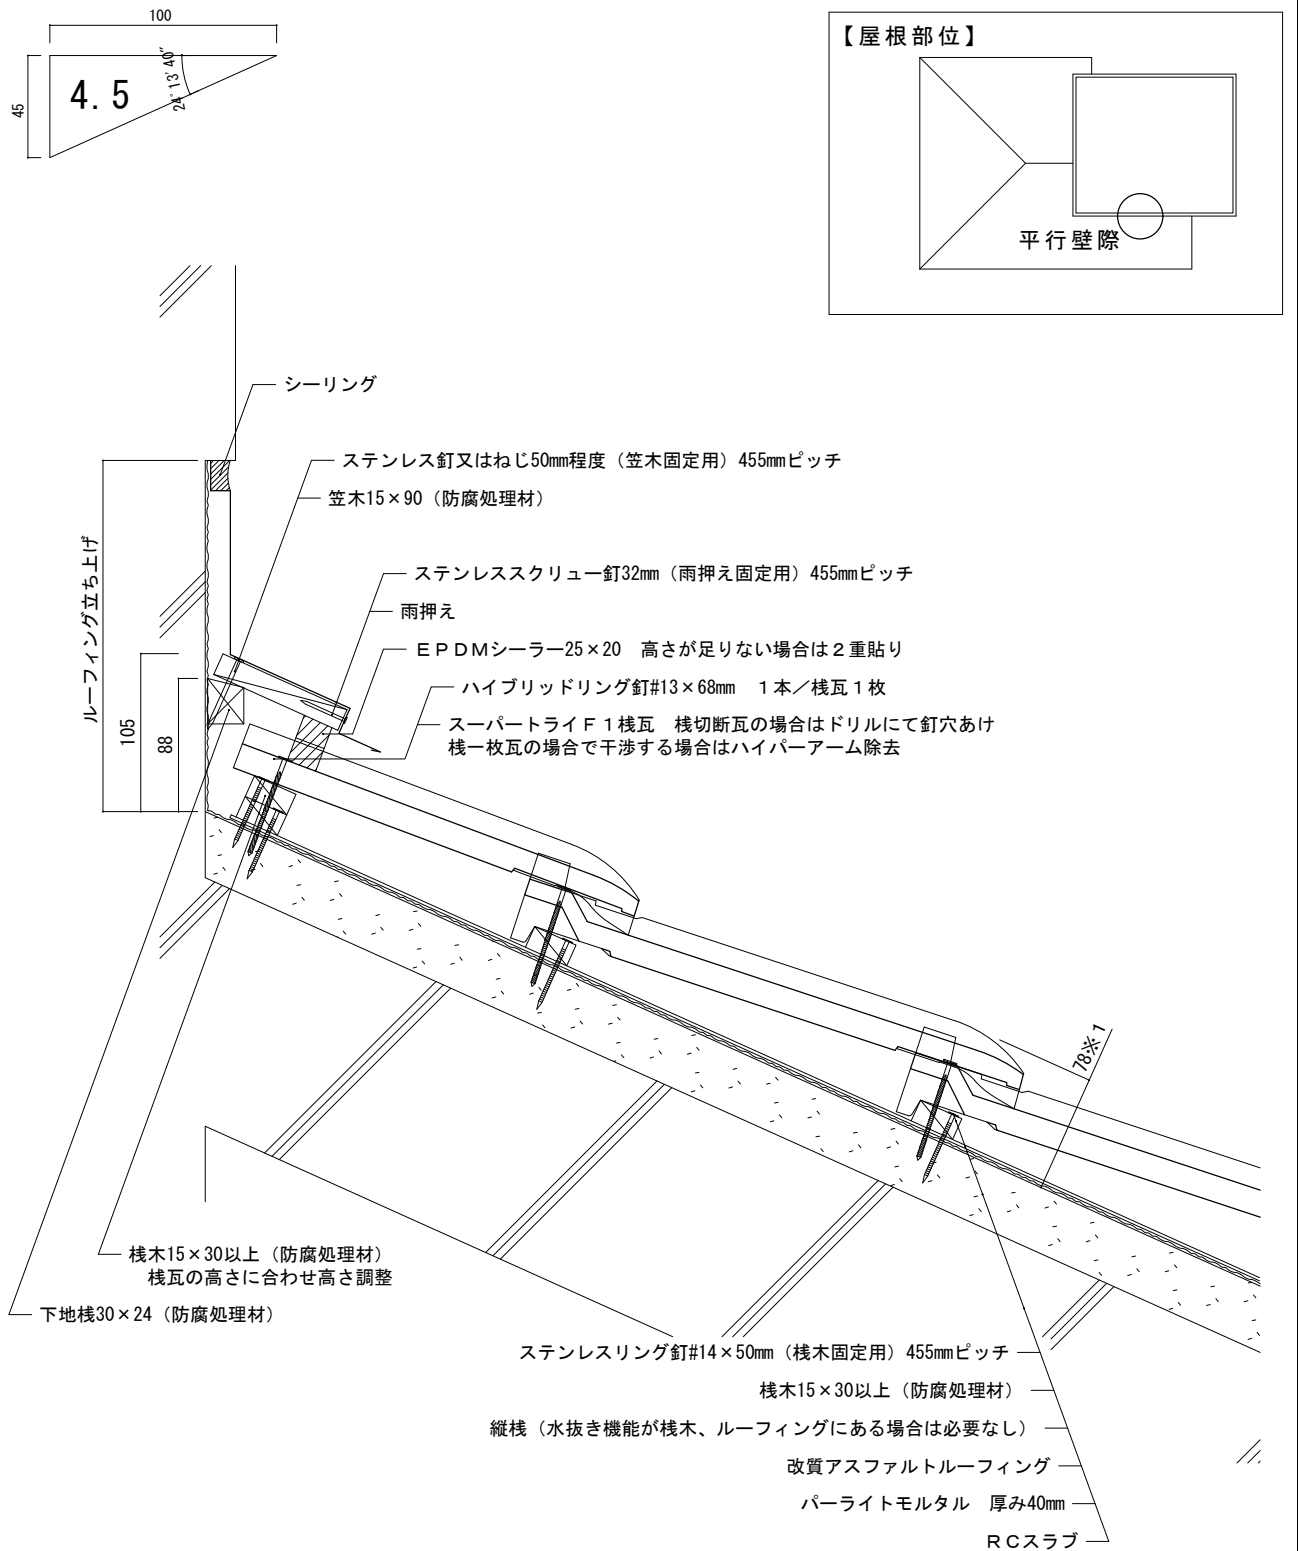 100
45
4.5
24°13'40"
【屋根部位】
平行壁際
シーリング
ステンレス釘又はねじ50mm程度（笠木固定用）455mmピッチ
笠木15×90（防腐処理材）
ステンレススクリュー釘32mm（雨押え固定用）455mmピッチ
雨押え
ＥＰＤＭシーラー25×20　高さが足りない場合は２重貼り
ハイブリッドリング釘#13×68mm　１本／桟瓦１枚
スーパートライＦ１桟瓦　桟切断瓦の場合はドリルにて釘穴あけ
桟一枚瓦の場合で干渉する場合はハイパーアーム除去
ルーフィング立ち上げ
105
88
78※1
桟木15×30以上（防腐処理材）
桟瓦の高さに合わせ高さ調整
下地桟30×24（防腐処理材）
ステンレスリング釘#14×50mm（桟木固定用）455mmピッチ
桟木15×30以上（防腐処理材）
縦桟（水抜き機能が桟木、ルーフィングにある場合は必要なし）
改質アスファルトルーフィング
パーライトモルタル　厚み40mm
ＲＣスラブ